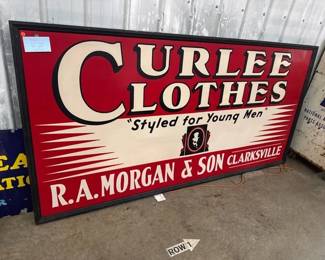 CURLEE
CLOTHES
"Styled for Young Men"
R.A. MORGAN & SON CLARKSVILLE
ROW 1